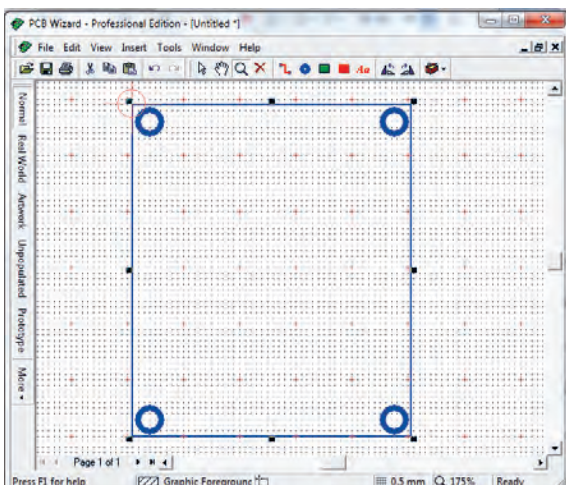 PCB Wizard - Professional Edition - [Untitled *]
File Edit View Insert Tools Window Help
Aa
Normal
Real World
Artwork
Unpopulated
Prototype
More
Page 1 of 1
Press F1 for help
Graphic Foreground
0.5 mm
175%
Ready